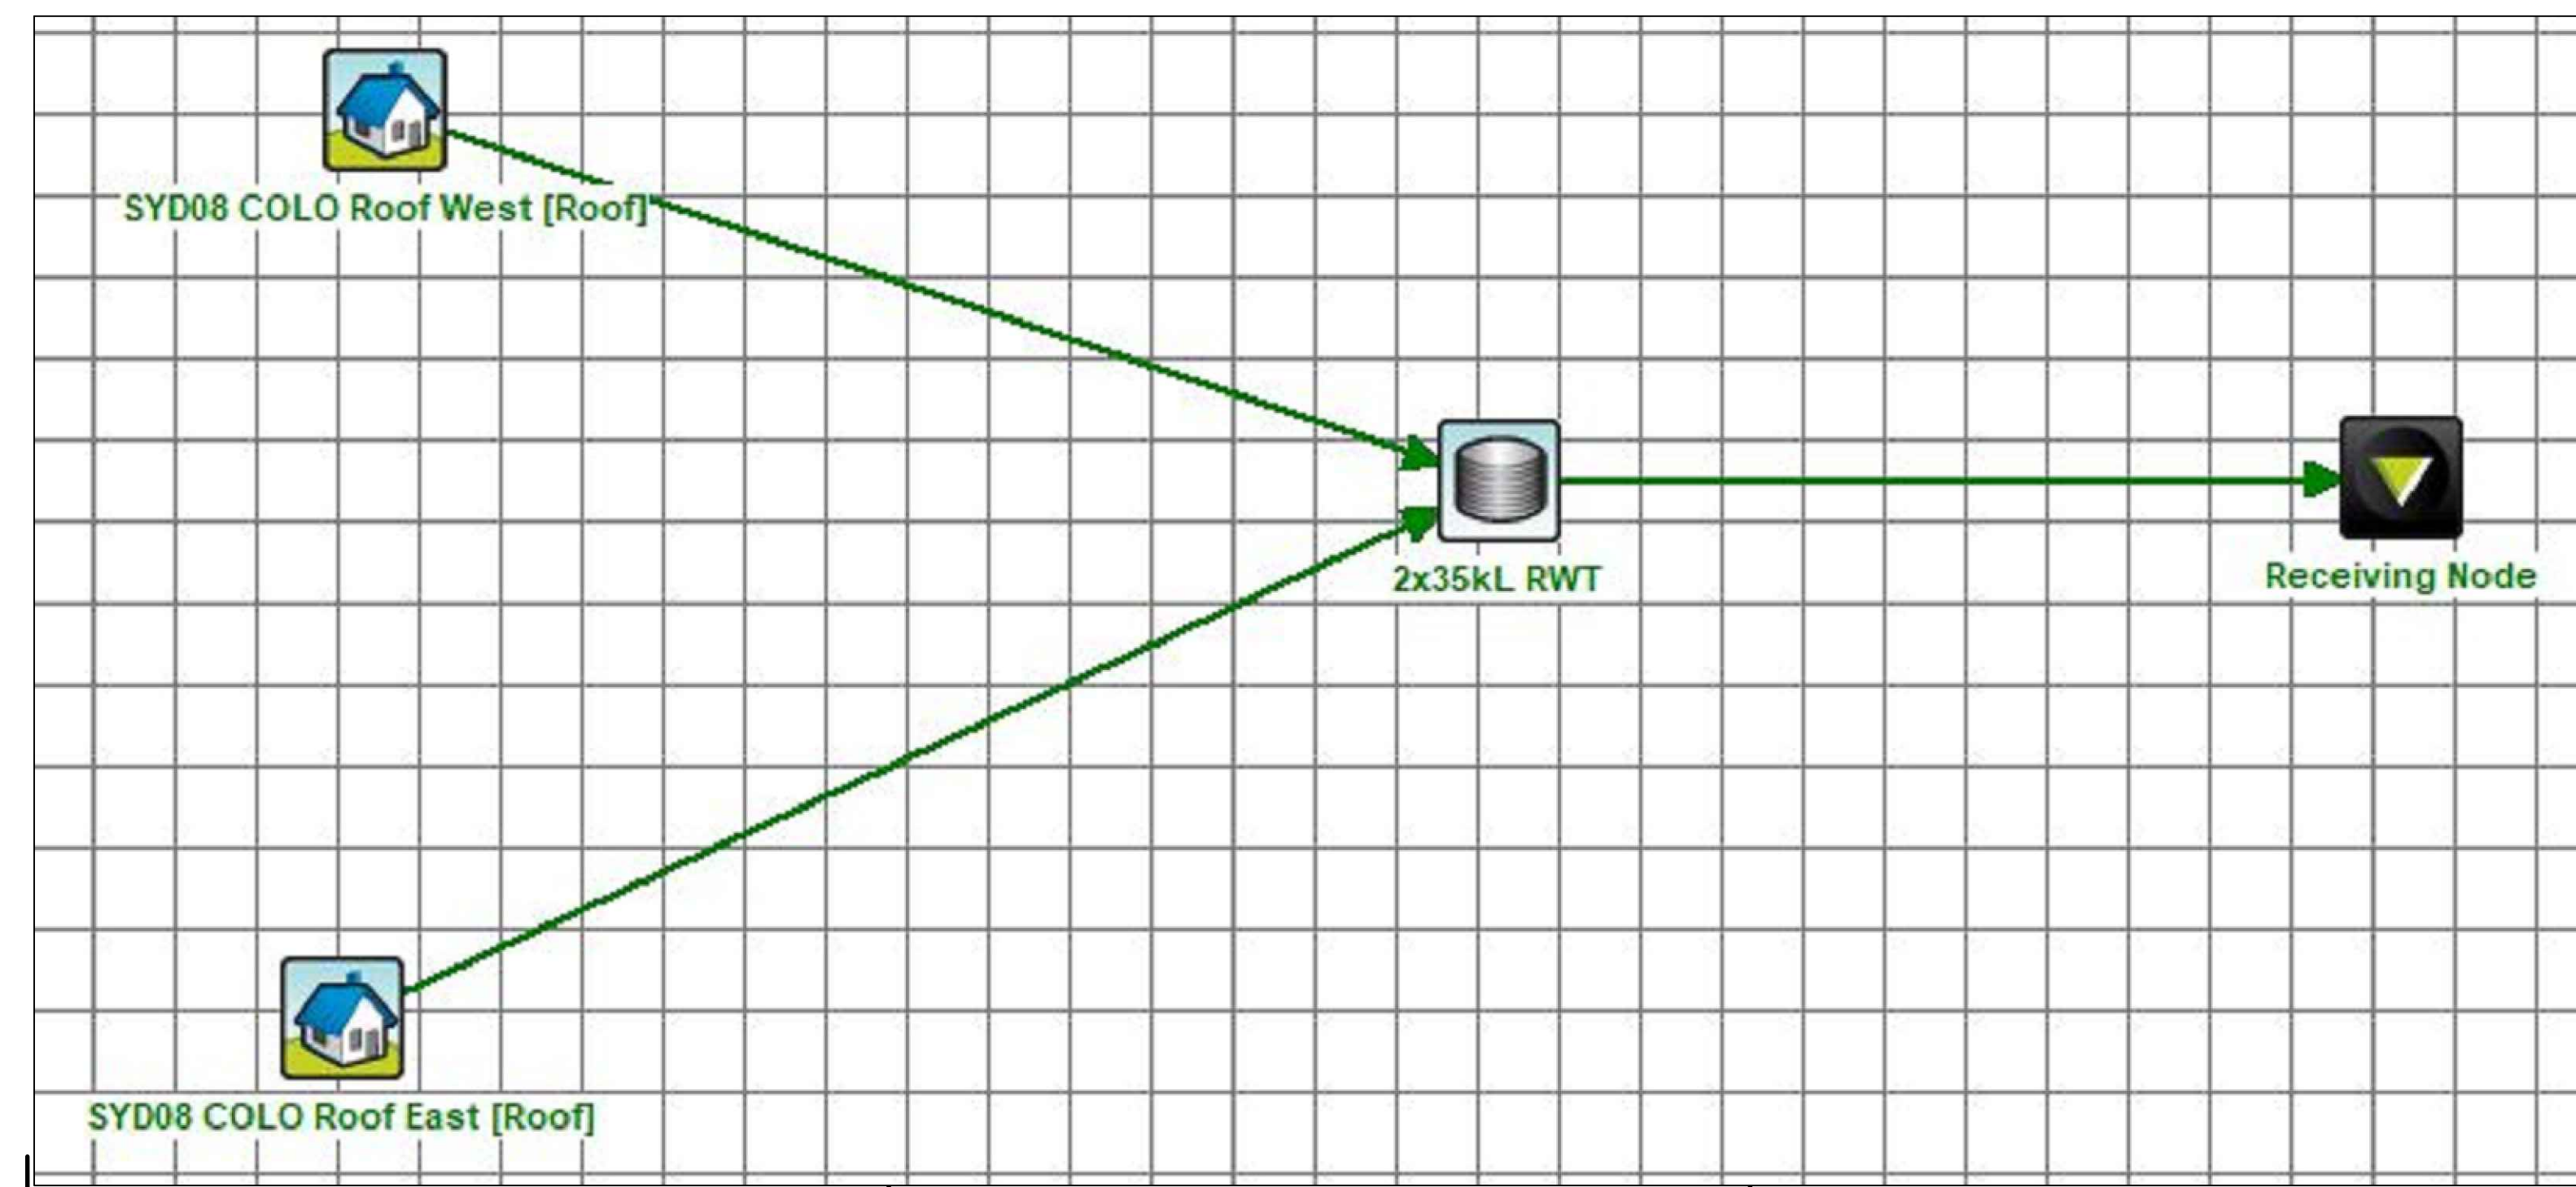 SYD08 COLO Roof West [Roof]
2x35kL RWT
Receiving Node
SYD08 COLO Roof East [Roof]